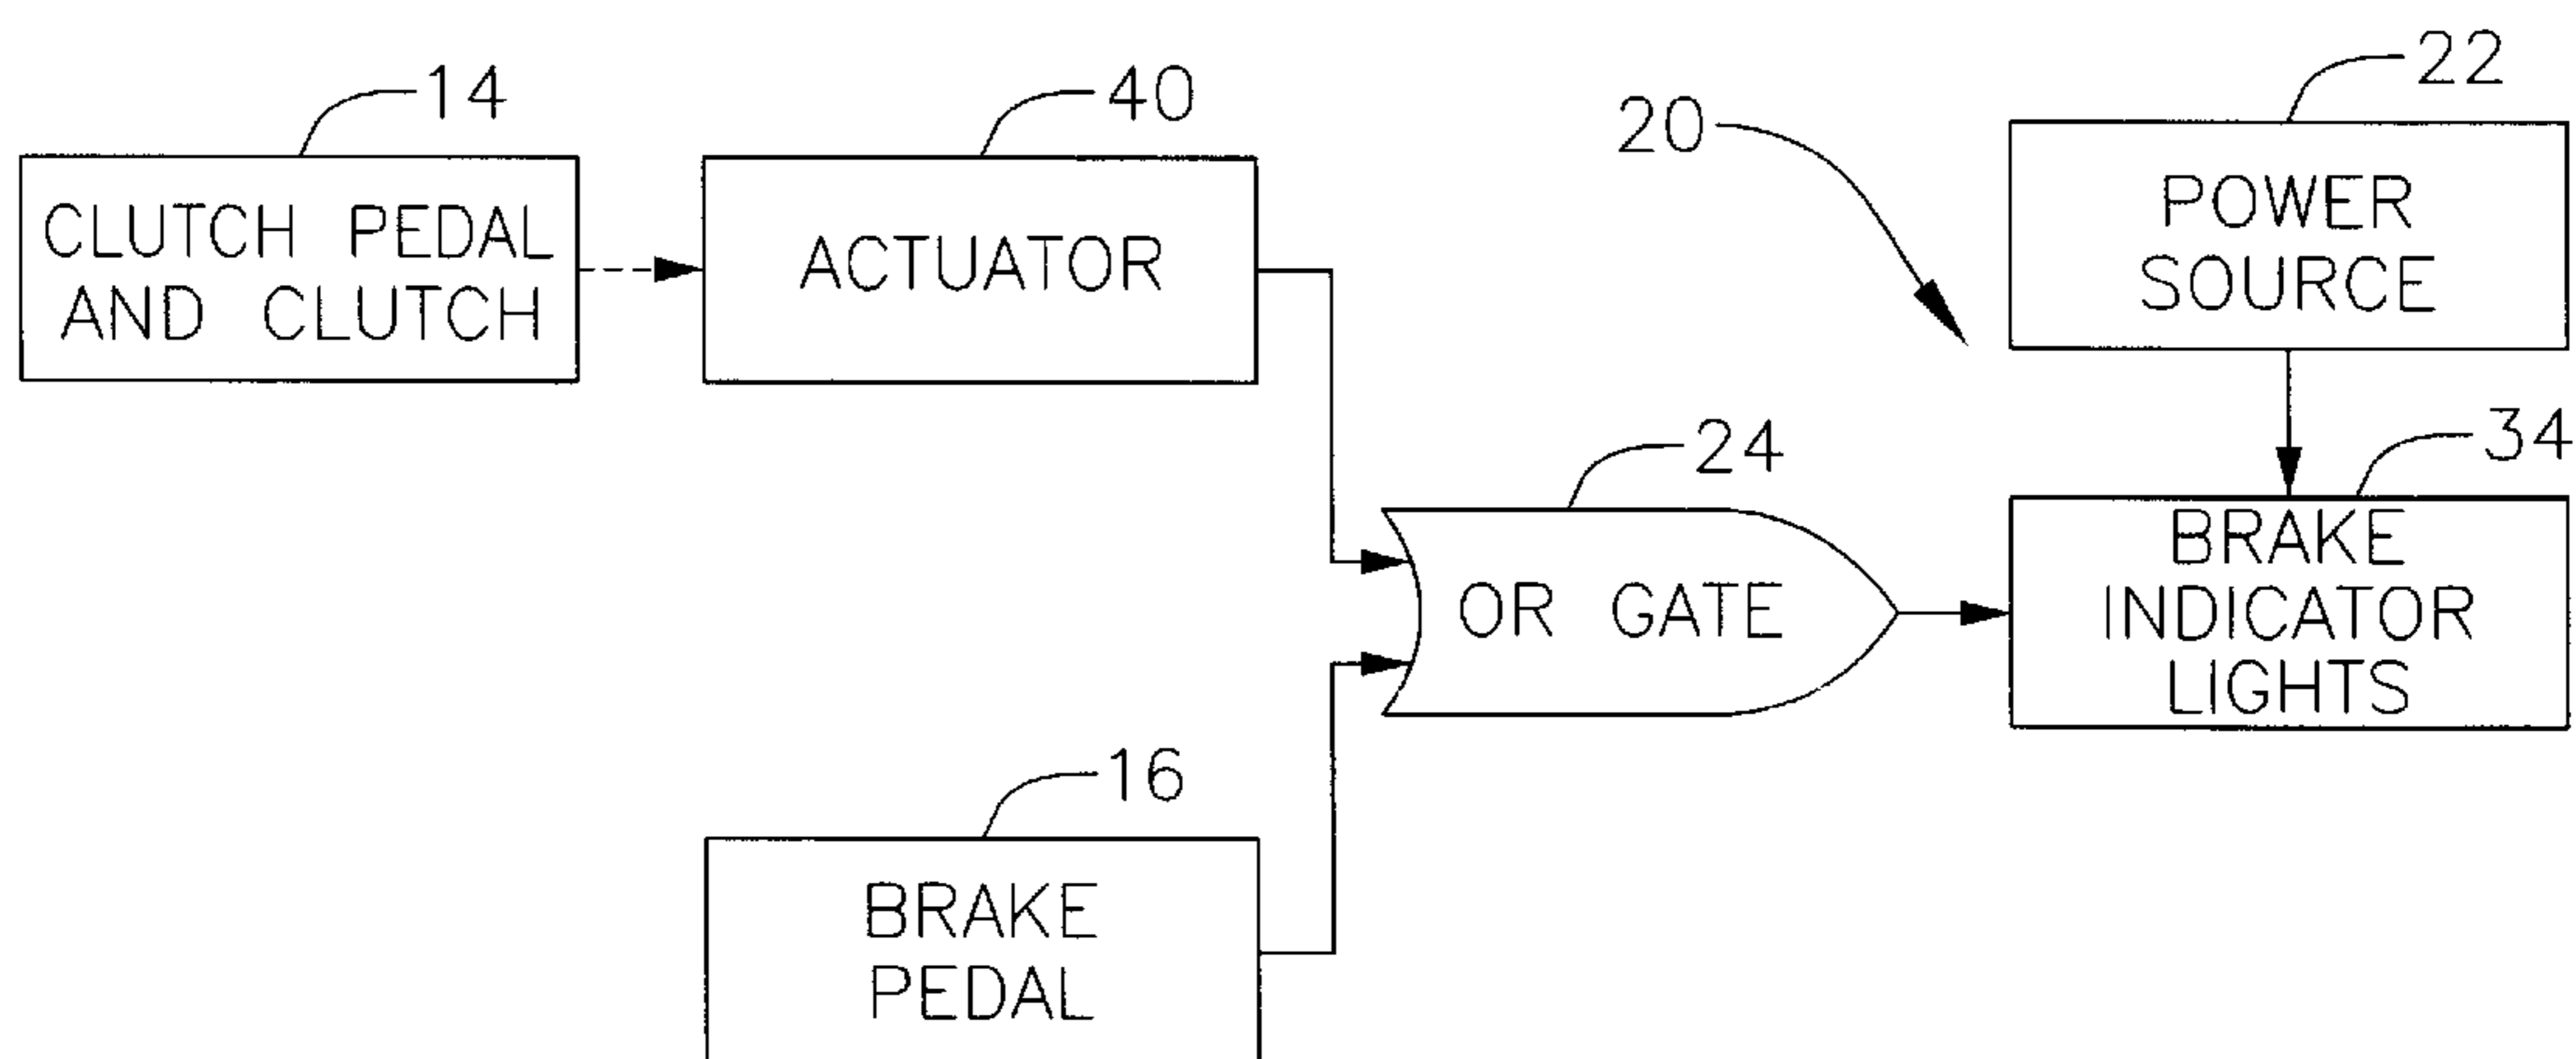 14
CLUTCH PEDAL
AND CLUTCH
40
ACTUATOR
20
22
POWER
SOURCE
24
OR GATE
34
BRAKE
INDICATOR
LIGHTS
16
BRAKE
PEDAL